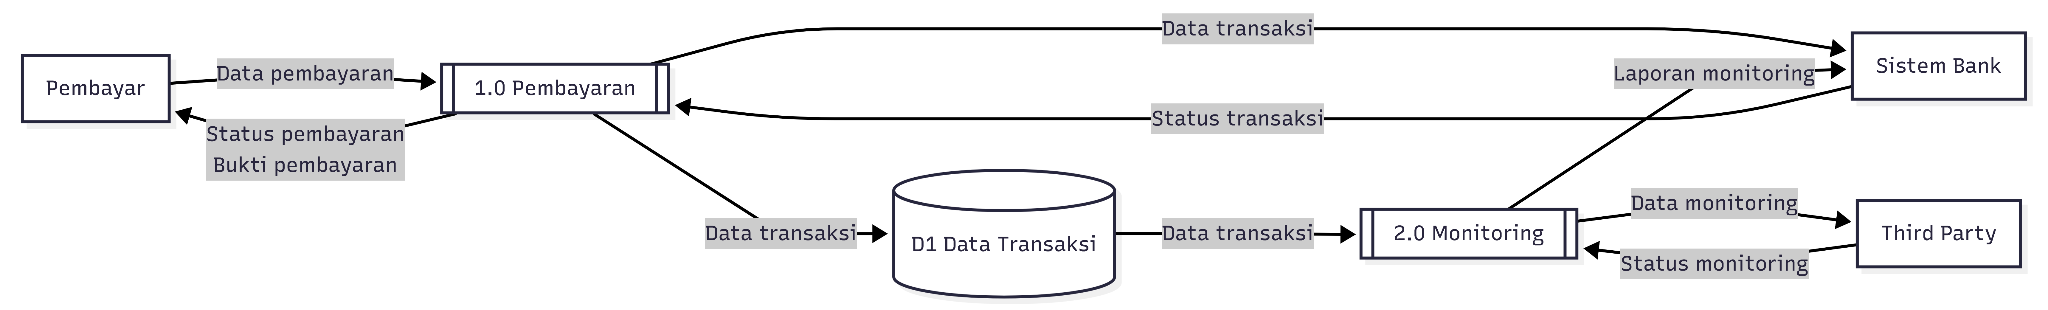 Data transaksi
Pembayar
Data pembayaran
1.0 Pembayaran
Laporan monitoring
Sistem Bank
Status pembayaran
Bukti pembayaran
Status transaksi
Data transaksi
D1 Data Transaksi
Data transaksi
2.0 Monitoring
Data monitoring
Third Party
Status monitoring